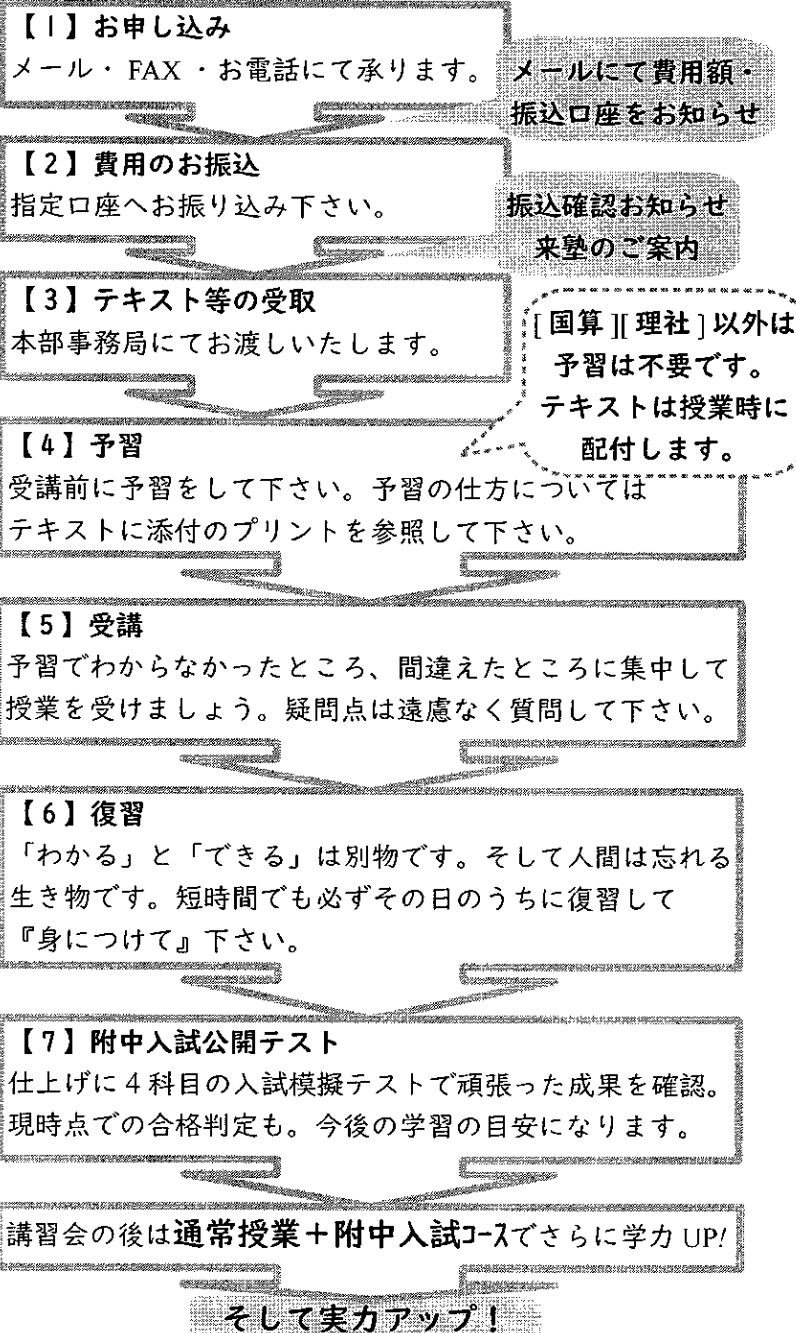 【1】お申し込み
メール・FAX・お電話にて承ります。
メールにて費用額・
振込口座をお知らせ
【2】費用のお振込
指定口座へお振り込み下さい。
振込確認お知らせ
来塾のご案内
【3】テキスト等の受取
本部事務局にてお渡しいたします。
[国算][理社]以外は
予習は不要です。
テキストは授業時に
配付します。
【4】予習
受講前に予習をして下さい。予習の仕方については
テキストに添付のプリントを参照して下さい。
【5】受講
予習でわからなかったところ、間違えたところに集中して
授業を受けましょう。疑問点は遠慮なく質問して下さい。
【6】復習
「わかる」と「できる」は別物です。そして人間は忘れる
生き物です。短時間でも必ずその日のうちに復習して
『身につけて』下さい。
【7】附中入試公開テスト
仕上げに4科目の入試模擬テストで頑張った成果を確認。
現時点での合格判定も。今後の学習の目安になります。
講習会の後は通常授業＋附中入試コースでさらに学力UP!
そして実力アップ！